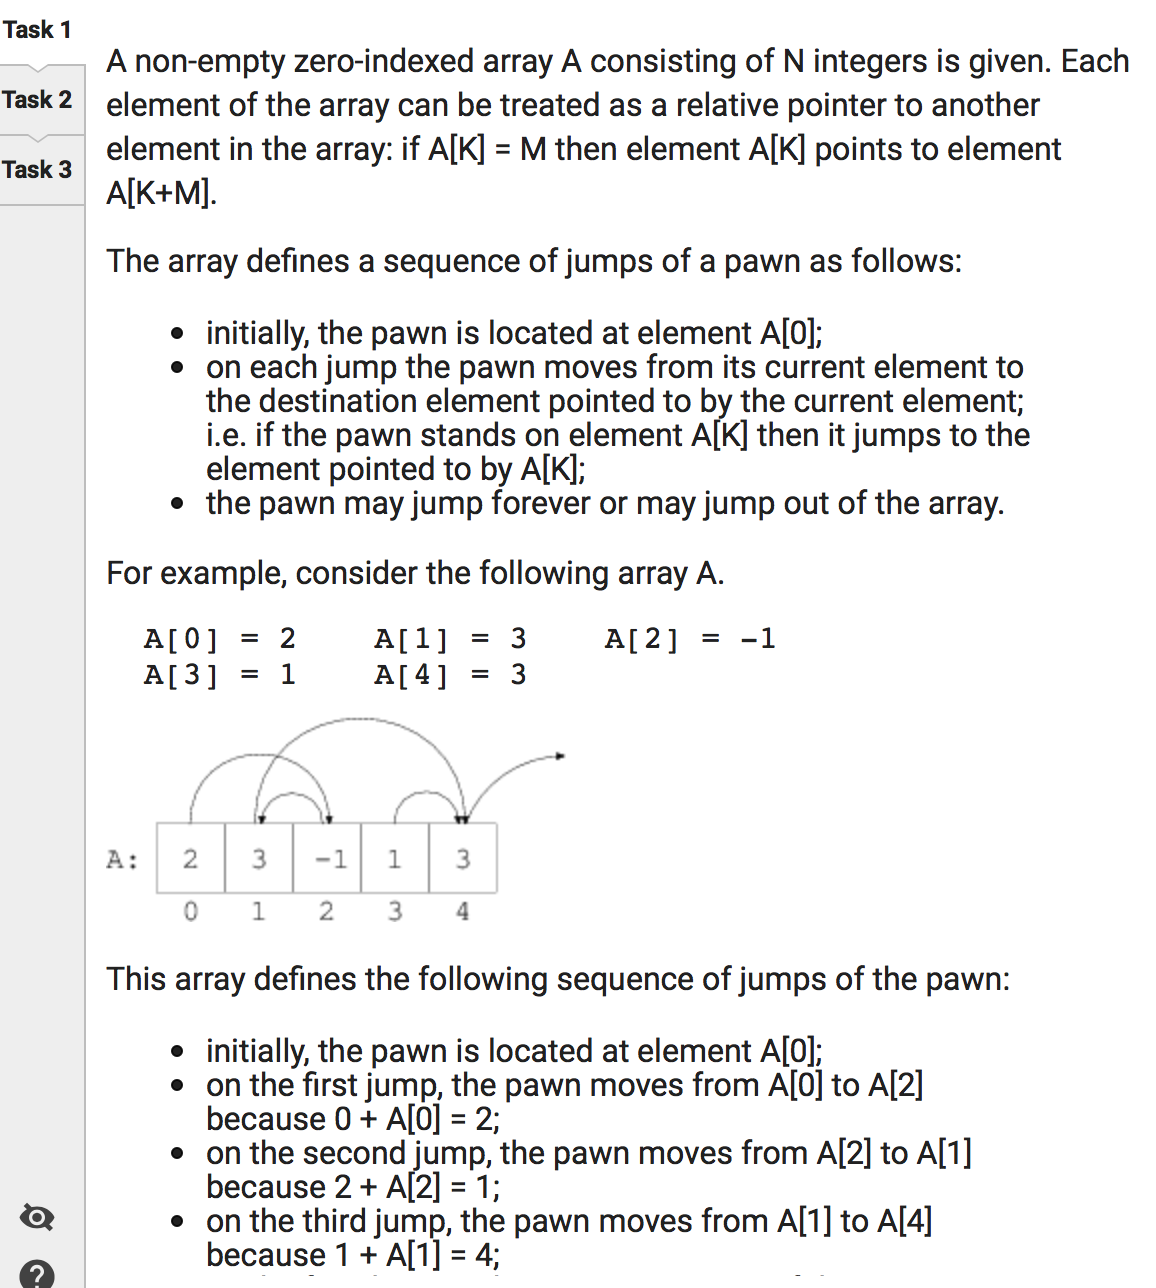 Task 1
Task 2
Task 3
A non-empty zero-indexed array A consisting of N integers is given. Each
element of the array can be treated as a relative pointer to another
element in the array: if A[K] = M then element A[K] points to element
A[K+M].
The array defines a sequence of jumps of a pawn as follows:
• initially, the pawn is located at element A[0];
• on each jump the pawn moves from its current element to
the destination element pointed to by the current element;
i.e. if the pawn stands on element A[K] then it jumps to the
element pointed to by A[K];
• the pawn may jump forever or may jump out of the array.
For example, consider the following array A.
A[0] = 2 A[1] = 3 A[2] = -1
A[3] = 1 A[4] = 3
A: 2 3 -1 1 3
0 1 2 3 4
This array defines the following sequence of jumps of the pawn:
• initially, the pawn is located at element A[0];
• on the first jump, the pawn moves from A[0] to A[2]
because 0 + A[0] = 2;
• on the second jump, the pawn moves from A[2] to A[1]
because 2 + A[2] = 1;
• on the third jump, the pawn moves from A[1] to A[4]
because 1 + A[1] = 4;
?